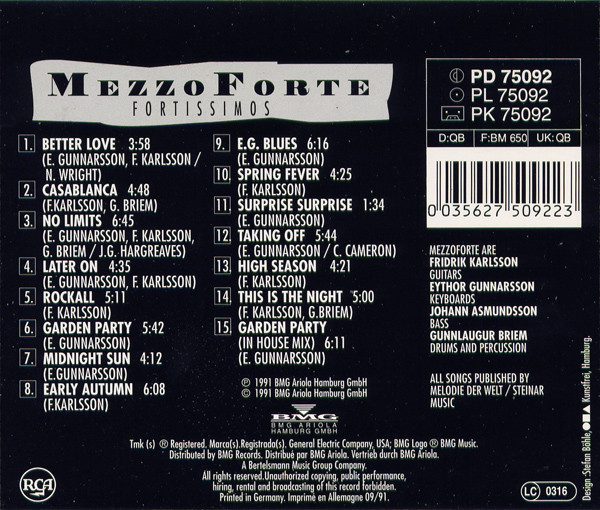 MEZZOFORTE
FORTISSIMOS
1. BETTER LOVE 3:58
(E. GUNNARSSON, F. KARLSSON /
N. WRIGHT)
2. CASABLANCA 4:48
(F.KARLSSON, G. BRIEM)
3. NO LIMITS 6:45
(E. GUNNARSSON, F. KARLSSON,
G. BRIEM / J.G. HARGREAVES)
4. LATER ON 4:35
(E. GUNNARSSON, F. KARLSSON)
5. ROCKALL 5:11
(F. KARLSSON)
6. GARDEN PARTY 5:42
(E. GUNNARSSON)
7. MIDNIGHT SUN 4:12
(E.GUNNARSSON)
8. EARLY AUTUMN 6:08
(F.KARLSSON)
9. E.G. BLUES 6:16
(E. GUNNARSSON)
10. SPRING FEVER 4:25
(F. KARLSSON)
11. SURPRISE SURPRISE 1:34
(E. GUNNARSSON)
12. TAKING OFF 5:44
(E. GUNNARSSON / C. CAMERON)
13. HIGH SEASON 4:21
(F. KARLSSON)
14. THIS IS THE NIGHT 5:00
(F. KARLSSON, G.BRIEM)
15 GARDEN PARTY
(IN HOUSE MIX) 6:11
(E. GUNNARSSON)
℗ 1991 BMG Ariola Hamburg GmbH
© 1991 BMG Ariola Hamburg GmbH
BMG
BMG ARIOLA
HAMBURG GMBH
PD 75092
PL 75092
PK 75092
D:QB F:BM 650 UK:QB
0 035627 509223
MEZZOFORTE ARE
FRIDRIK KARLSSON
GUITARS
EYTHOR GUNNARSSON
KEYBOARDS
JOHANN ASMUNDSSON
BASS
GUNNLAUGUR BRIEM
DRUMS AND PERCUSSION
ALL SONGS PUBLISHED BY
MELODIE DER WELT / STEINAR
MUSIC
Tmk (s) ® Registered. Marca(s).Registrada(s). General Electric Company, USA; BMG Logo ® BMG Music.
Distributed by BMG Records. Distribué par BMG Ariola. Vertrieb durch BMG Ariola.
A Bertelsmann Music Group Company.
All rights reserved.Unauthorized copying, public performance,
hiring, rental and broadcasting of this record forbidden.
Printed in Germany. Imprimé en Allemagne 09/91.
RCA
LC 0316
Design :Stefan Böhle, ●■▲ Kunstfrei, Hamburg.